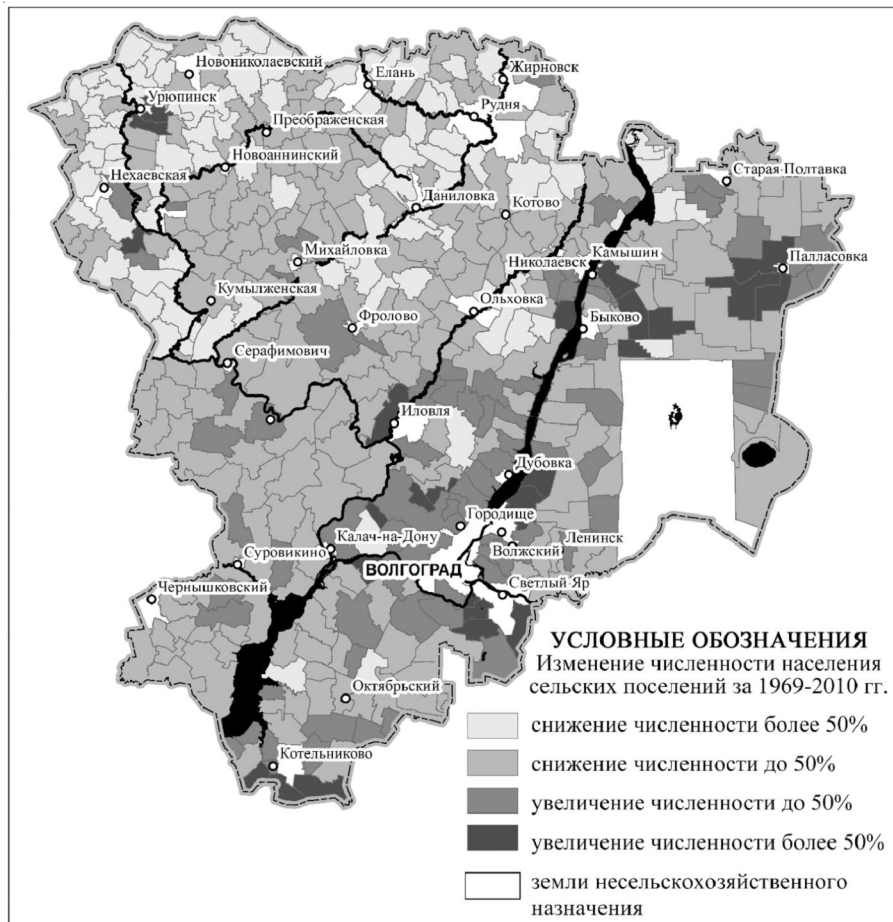 Новониколаевский
Елань
Жирновск
Урюпинск
Рудня
Преображенская
Новоаннинский
Старая Полтавка
Нехаевская
Даниловка
Котово
Михайловка
Николаевск
Камышин
Палласовка
Кумылженская
Ольховка
Фролово
Быково
Серафимович
Иловля
Дубовка
Городище
Калач-на-Дону
Ленинск
Суровикино
Волжский
ВОЛГОГРАД
Светлый Яр
Чернышковский
Октябрьский
Котельниково
УСЛОВНЫЕ ОБОЗНАЧЕНИЯ
Изменение численности населения
сельских поселений за 1969-2010 гг.
снижение численности более 50%
снижение численности до 50%
увеличение численности до 50%
увеличение численности более 50%
земли несельскохозяйственного
назначения